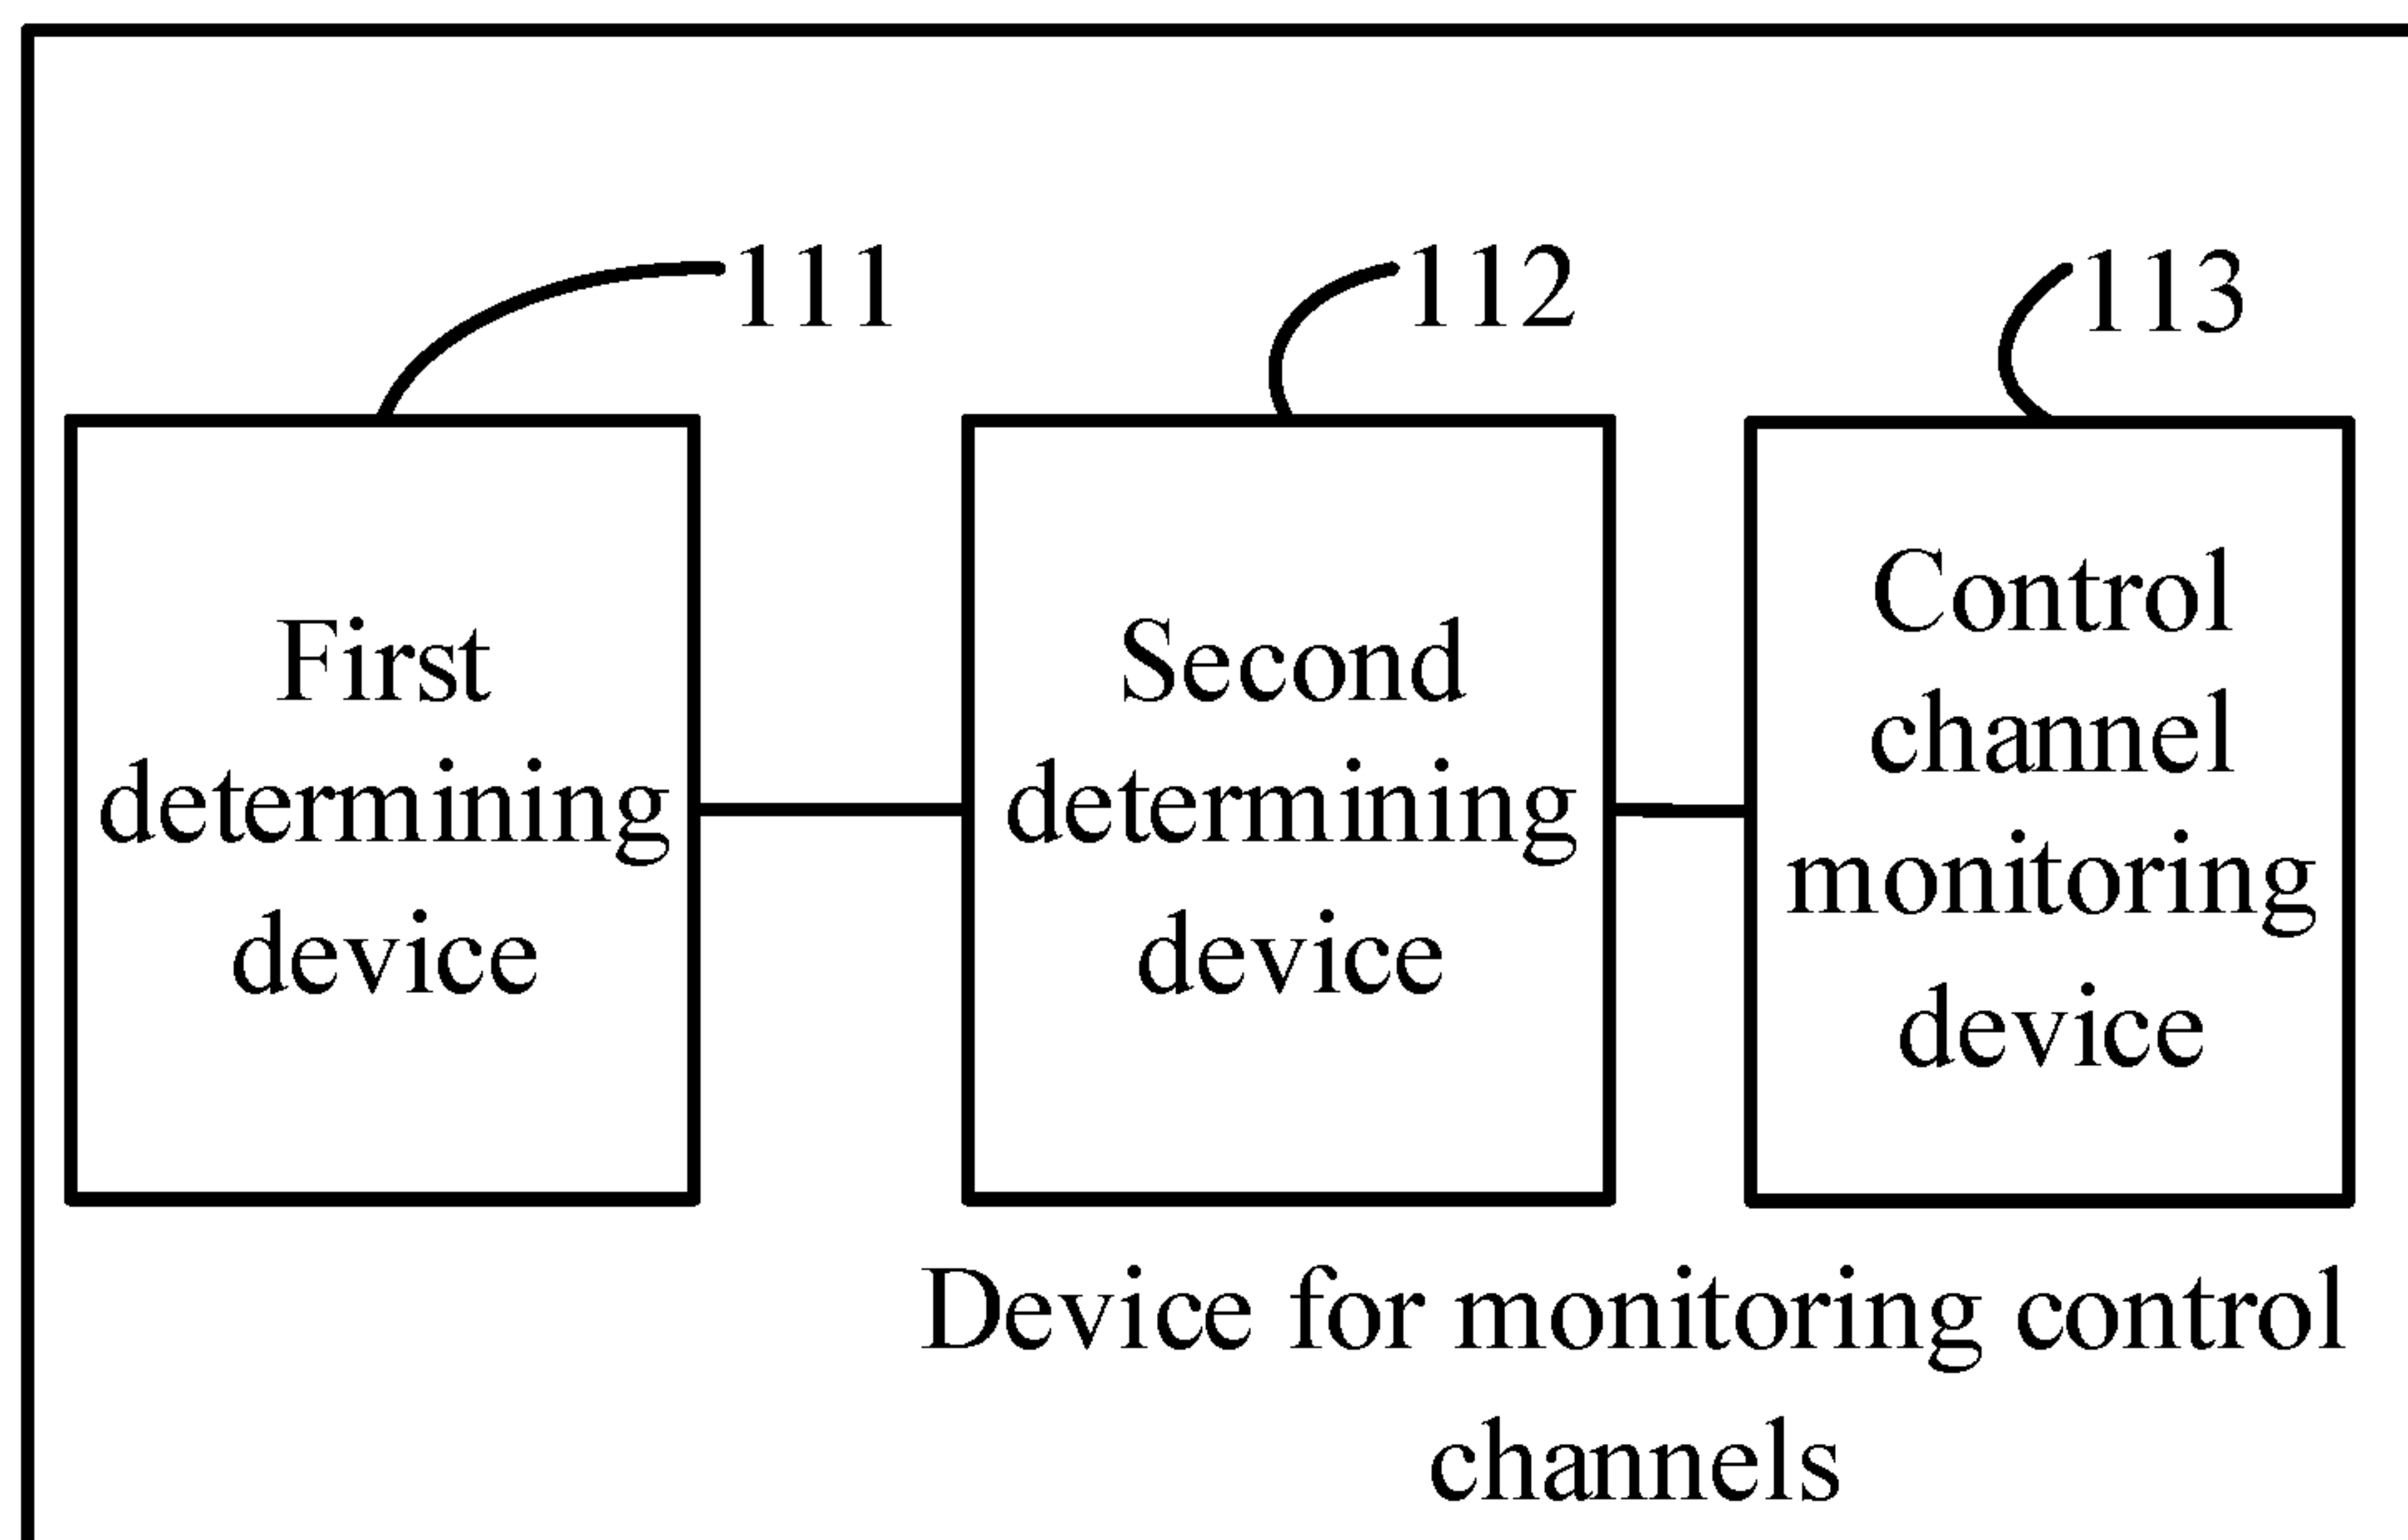 111
112
113
First
determining
device
Second
determining
device
Control
channel
monitoring
device
Device for monitoring control
channels